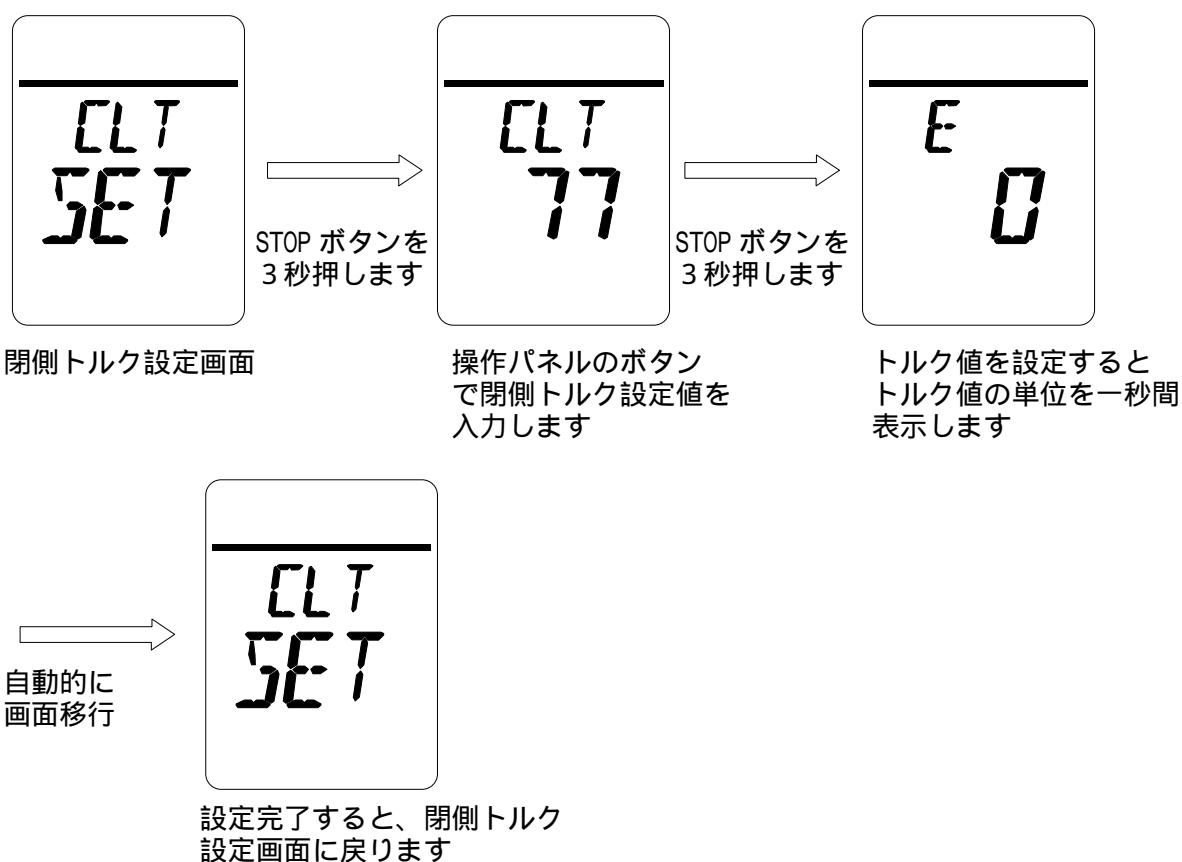 CLT
SET
STOP ボタンを
3秒押します
CLT
77
STOP ボタンを
3秒押します
E
0
閉側トルク設定画面
操作パネルのボタン
で閉側トルク設定値を
入力します
トルク値を設定すると
トルク値の単位を一秒間
表示します
自動的に
画面移行
CLT
SET
設定完了すると、閉側トルク
設定画面に戻ります